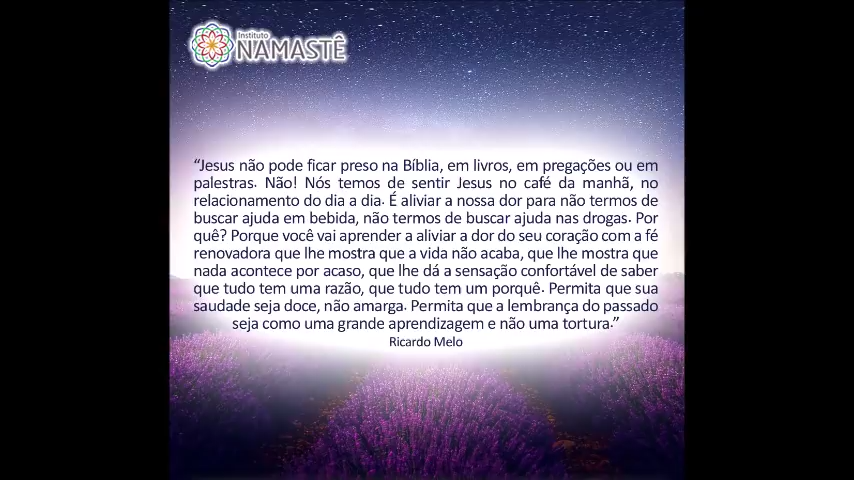 Instituto
NAMASTÊ
“Jesus não pode ficar preso na Bíblia, em livros, em pregações ou em
palestras. Não! Nós temos de sentir Jesus no café da manhã, no
relacionamento do dia a dia. É aliviar a nossa dor para não termos de
buscar ajuda em bebida, não termos de buscar ajuda nas drogas. Por
quê? Porque você vai aprender a aliviar a dor do seu coração com a fé
renovadora que lhe mostra que a vida não acaba, que lhe mostra que
nada acontece por acaso, que lhe dá a sensação confortável de saber
que tudo tem uma razão, que tudo tem um porquê. Permita que sua
saudade seja doce, não amarga. Permita que a lembrança do passado
seja como uma grande aprendizagem e não uma tortura.”
Ricardo Melo